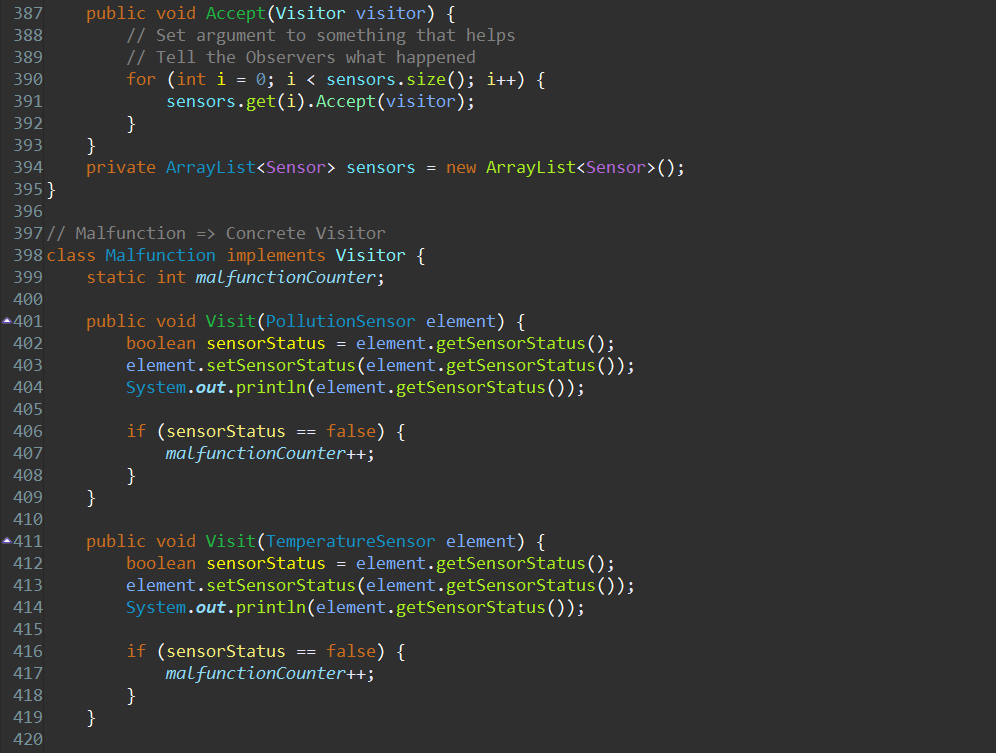 387    public void Accept(Visitor visitor) {
388        // Set argument to something that helps
389        // Tell the Observers what happened
390        for (int i = 0; i < sensors.size(); i++) {
391            sensors.get(i).Accept(visitor);
392        }
393    }
394    private ArrayList<Sensor> sensors = new ArrayList<Sensor>();
395}
396
397// Malfunction => Concrete Visitor
398class Malfunction implements Visitor {
399    static int malfunctionCounter;
400
401    public void Visit(PollutionSensor element) {
402        boolean sensorStatus = element.getSensorStatus();
403        element.setSensorStatus(element.getSensorStatus());
404        System.out.println(element.getSensorStatus());
405
406        if (sensorStatus == false) {
407            malfunctionCounter++;
408        }
409    }
410
411    public void Visit(TemperatureSensor element) {
412        boolean sensorStatus = element.getSensorStatus();
413        element.setSensorStatus(element.getSensorStatus());
414        System.out.println(element.getSensorStatus());
415
416        if (sensorStatus == false) {
417            malfunctionCounter++;
418        }
419    }
420